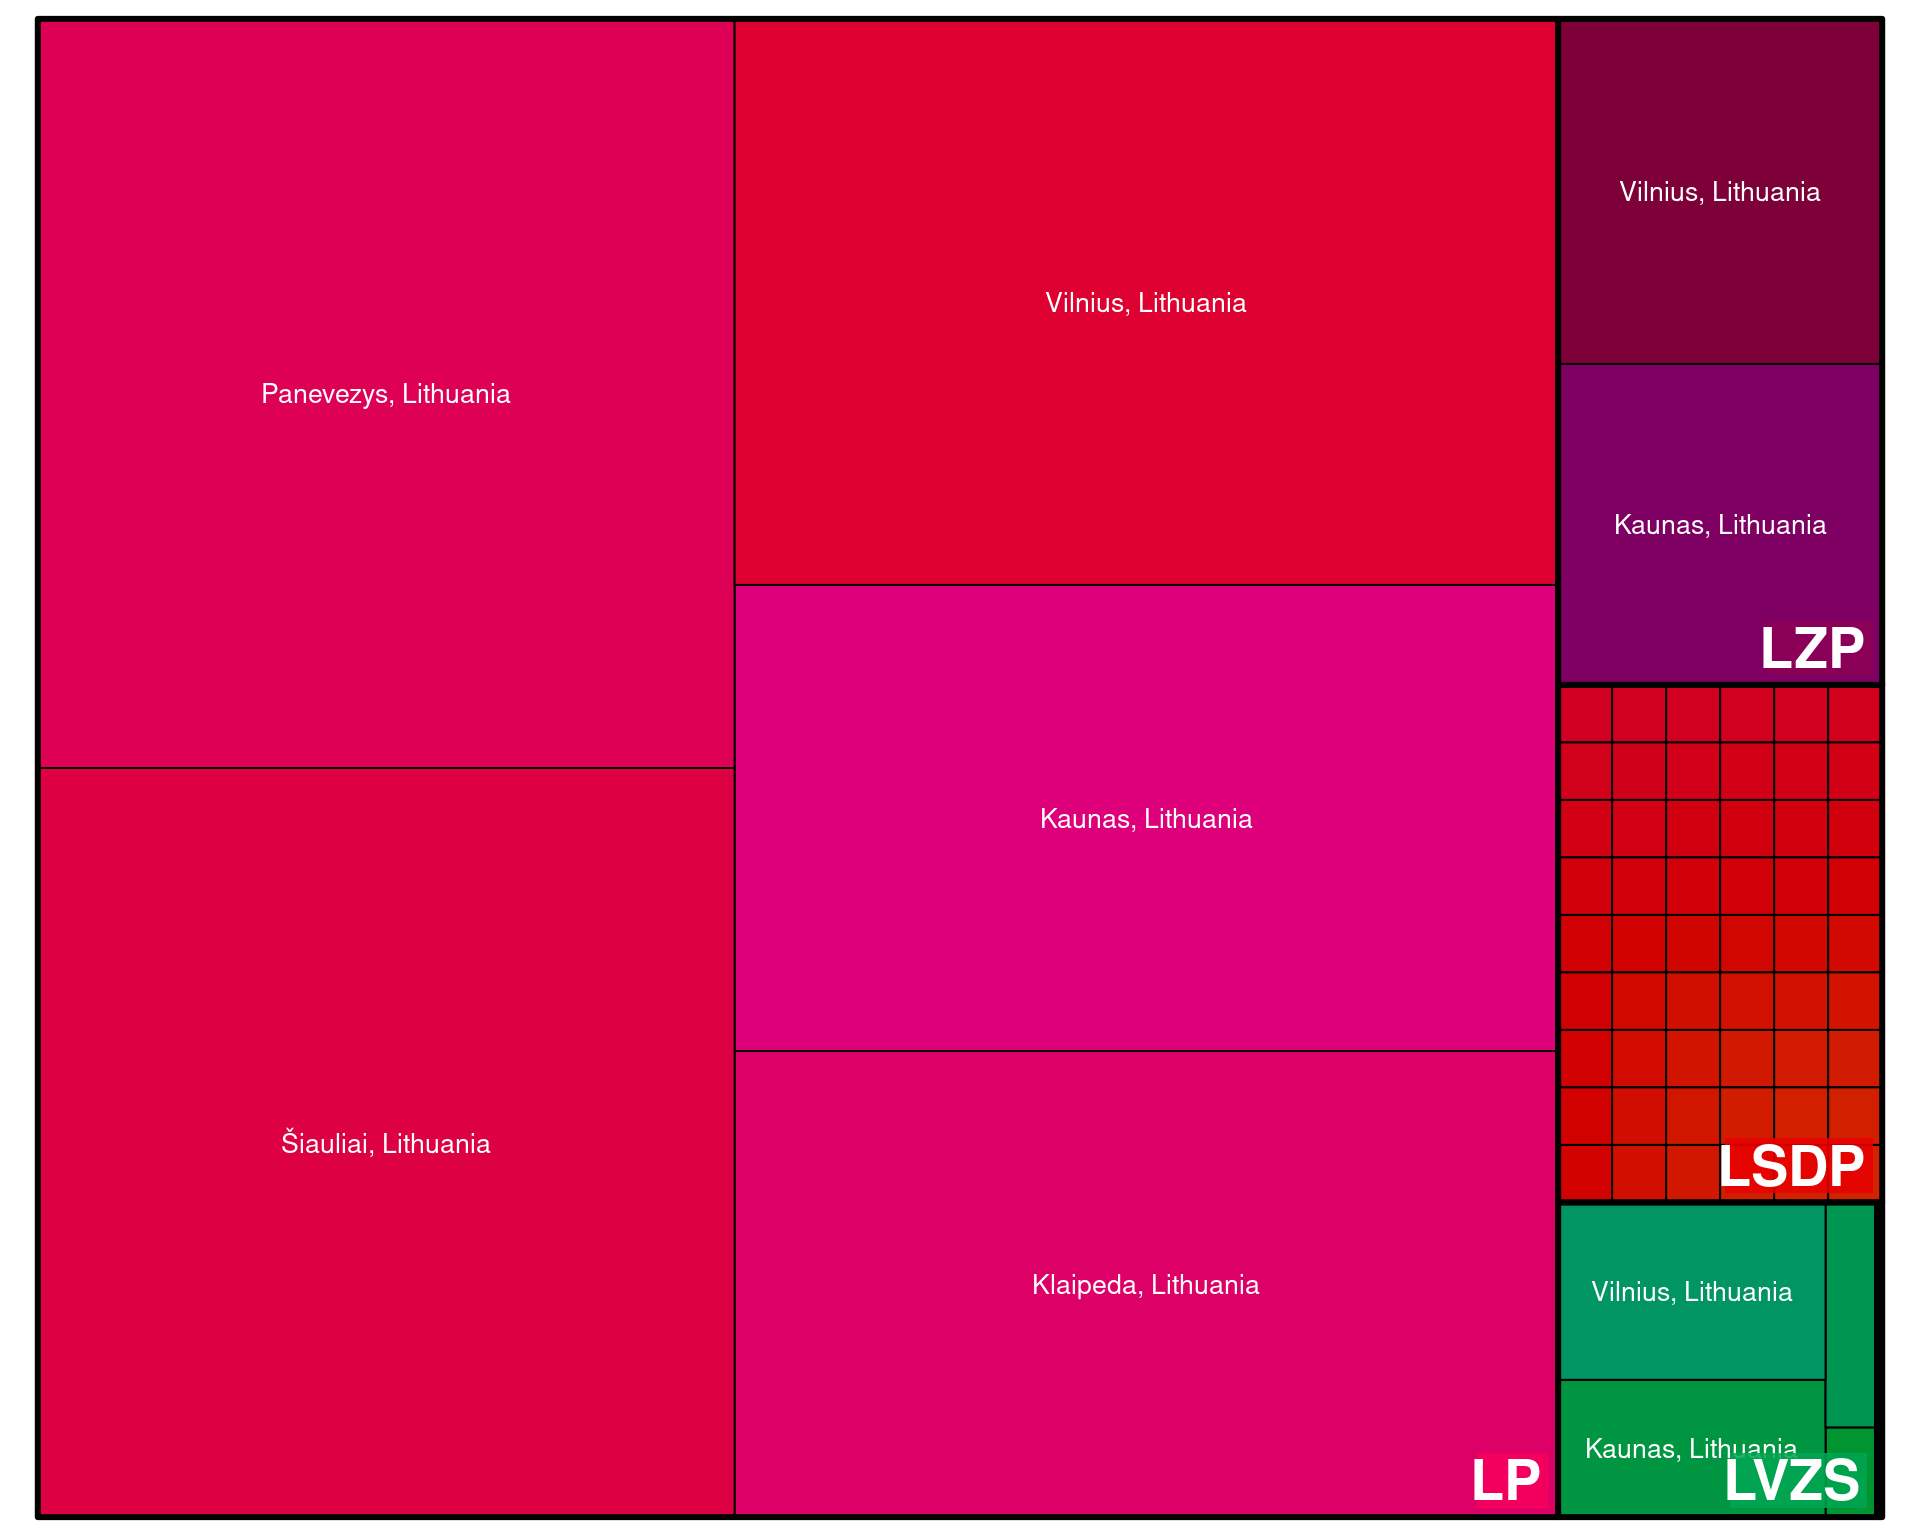 Panevezys, Lithuania
Šiauliai, Lithuania
Vilnius, Lithuania
Kaunas, Lithuania
Klaipeda, Lithuania
LP
Vilnius, Lithuania
Kaunas, Lithuania
LZP
LSDP
Vilnius, Lithuania
Kaunas, Lithuania
LVZS